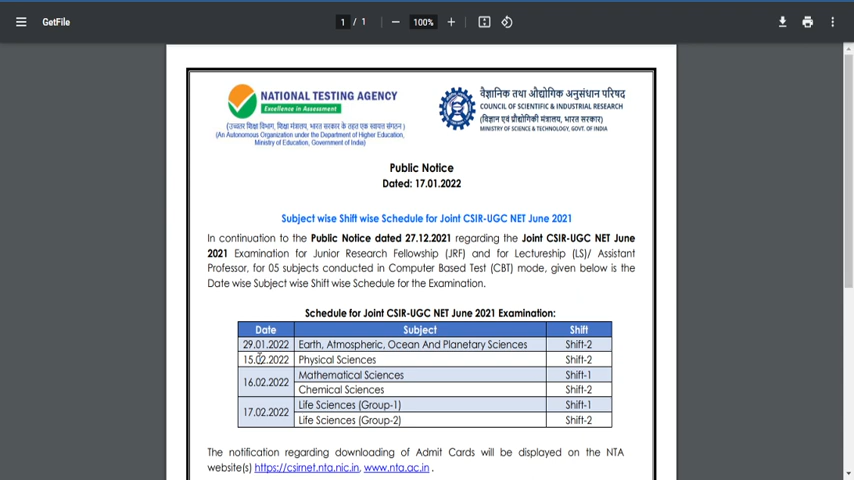 GetFile
1 / 1
100%
NATIONAL TESTING AGENCY
Excellence in Assessment
(उच्चतर शिक्षा विभाग, शिक्षा मंत्रालय, भारत सरकार के तहत एक स्वायत्त संगठन)
(An Autonomous Organization under the Department of Higher Education,
Ministry of Education, Government of India)
वैज्ञानिक तथा औद्योगिक अनुसंधान परिषद
COUNCIL OF SCIENTIFIC & INDUSTRIAL RESEARCH
(विज्ञान एवं प्रौद्योगिकी मंत्रालय, भारत सरकार)
MINISTRY OF SCIENCE & TECHNOLOGY, GOVT. OF INDIA
Public Notice
Dated: 17.01.2022
Subject wise Shift wise Schedule for Joint CSIR-UGC NET June 2021
In continuation to the Public Notice dated 27.12.2021 regarding the Joint CSIR-UGC NET June
2021 Examination for Junior Research Fellowship (JRF) and for Lectureship (LS)/ Assistant
Professor, for 05 subjects conducted in Computer Based Test (CBT) mode, given below is the
Date wise Subject wise Shift wise Schedule for the Examination.
Schedule for Joint CSIR-UGC NET June 2021 Examination:
Date Subject Shift
29.01.2022 Earth, Atmospheric, Ocean And Planetary Sciences Shift-2
15.02.2022 Physical Sciences Shift-2
16.02.2022 Mathematical Sciences Shift-1
Chemical Sciences Shift-2
17.02.2022 Life Sciences (Group-1) Shift-1
Life Sciences (Group-2) Shift-2
The notification regarding downloading of Admit Cards will be displayed on the NTA
website(s) https://csirnet.nta.nic.in, www.nta.ac.in .